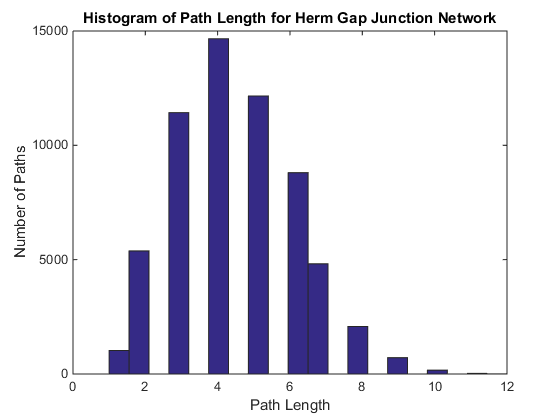 Histogram of Path Length for Herm Gap Junction Network
15000
10000
5000
0
Number of Paths
0 2 4 6 8 10 12
Path Length